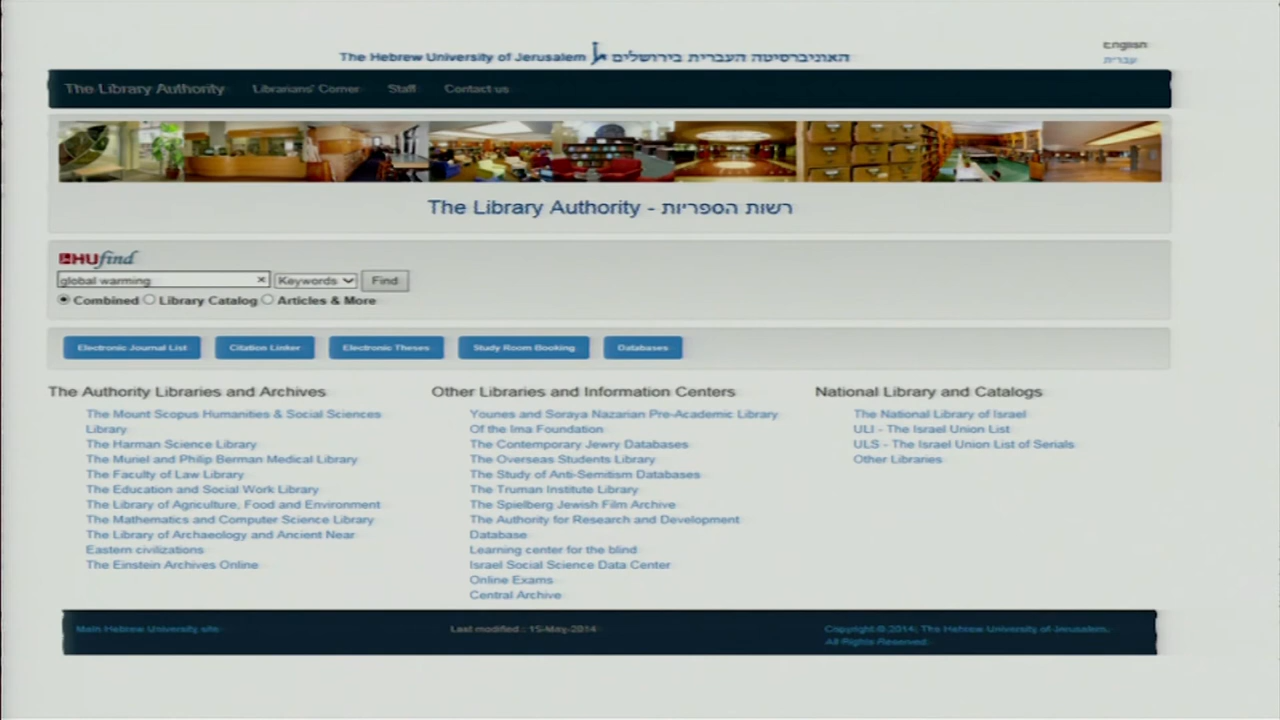 The Hebrew University of Jerusalem האוניברסיטה העברית בירושלים
English
עברית
The Library Authority Librarians' Corner Staff Contact us
The Library Authority - רשות הספריות
HUfind
global warming × Keywords Find
Combined Library Catalog Articles & More
Electronic Journal List Citation Linker Electronic Theses Study Room Booking Databases
The Authority Libraries and Archives
The Mount Scopus Humanities & Social Sciences
Library
The Harman Science Library
The Muriel and Philip Berman Medical Library
The Faculty of Law Library
The Education and Social Work Library
The Library of Agriculture, Food and Environment
The Mathematics and Computer Science Library
The Library of Archaeology and Ancient Near
Eastern civilizations
The Einstein Archives Online
Other Libraries and Information Centers
Younes and Soraya Nazarian Pre-Academic Library
Of the Ima Foundation
The Contemporary Jewry Databases
The Overseas Students Library
The Study of Anti-Semitism Databases
The Truman Institute Library
The Spielberg Jewish Film Archive
The Authority for Research and Development
Database
Learning center for the blind
Israel Social Science Data Center
Online Exams
Central Archive
National Library and Catalogs
The National Library of Israel
ULI - The Israel Union List
ULS - The Israel Union List of Serials
Other Libraries
Main Hebrew University site
Last modified : 15-May-2014
Copyright © 2014, The Hebrew University of Jerusalem.
All Rights Reserved.